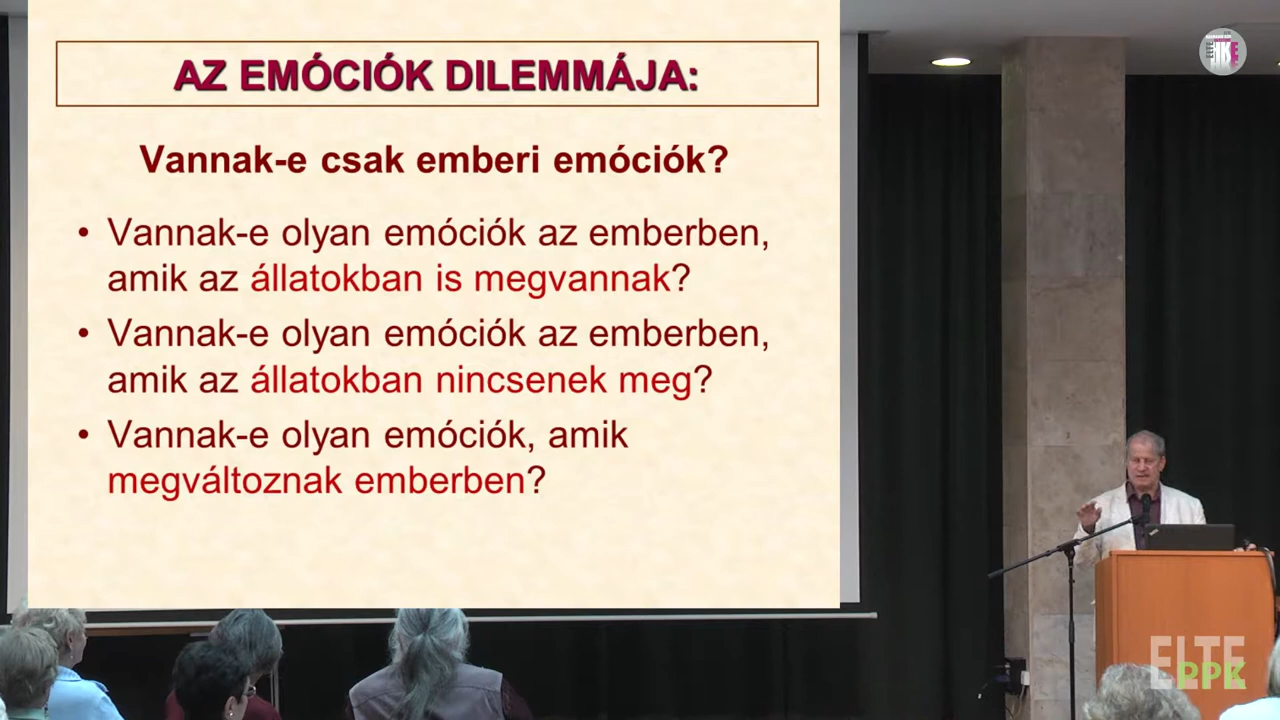 AZ EMÓCIÓK DILEMMÁJA:
Vannak-e csak emberi emóciók?
• Vannak-e olyan emóciók az emberben,
amik az állatokban is megvannak?
• Vannak-e olyan emóciók az emberben,
amik az állatokban nincsenek meg?
• Vannak-e olyan emóciók, amik
megváltoznak emberben?
ELTE
PPK